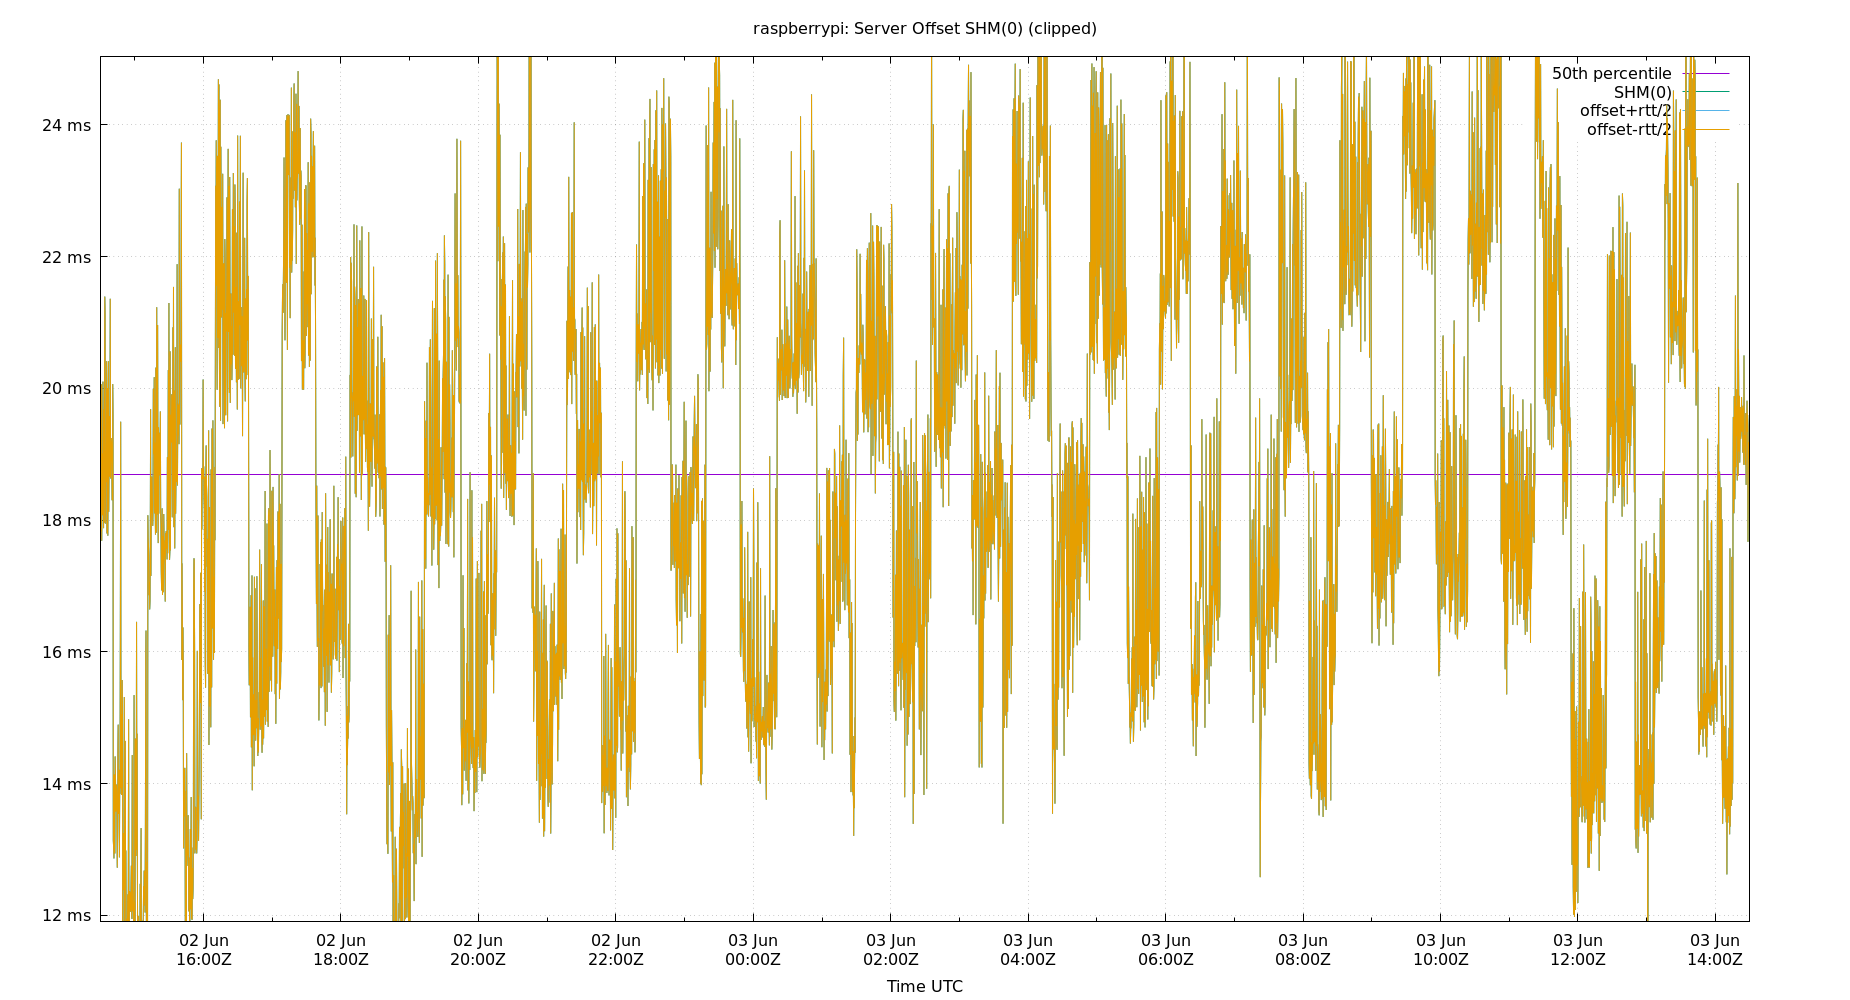 raspberrypi: Server Offset SHM(0) (clipped)
50th percentile
SHM(0)
offset+rtt/2
offset-rtt/2
24 ms
22 ms
20 ms
18 ms
16 ms
14 ms
12 ms
02 Jun 02 Jun 02 Jun 02 Jun 03 Jun 03 Jun 03 Jun 03 Jun 03 Jun 03 Jun 03 Jun 03 Jun
16:00Z 18:00Z 20:00Z 22:00Z 00:00Z 02:00Z 04:00Z 06:00Z 08:00Z 10:00Z 12:00Z 14:00Z
Time UTC